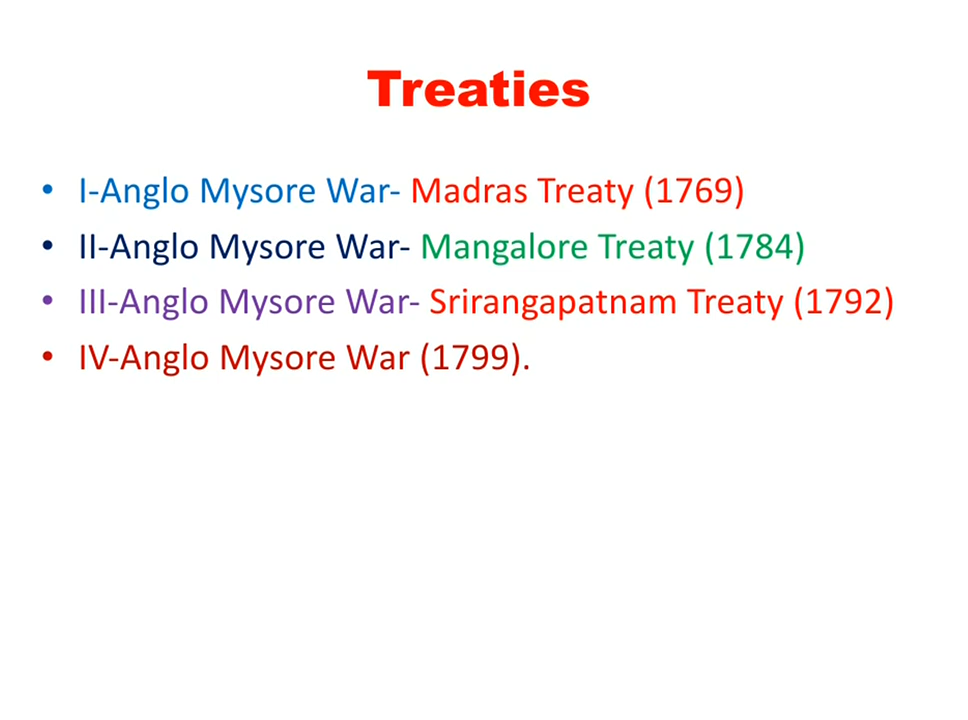 Treaties
• I-Anglo Mysore War- Madras Treaty (1769)
• II-Anglo Mysore War- Mangalore Treaty (1784)
• III-Anglo Mysore War- Srirangapatnam Treaty (1792)
• IV-Anglo Mysore War (1799).